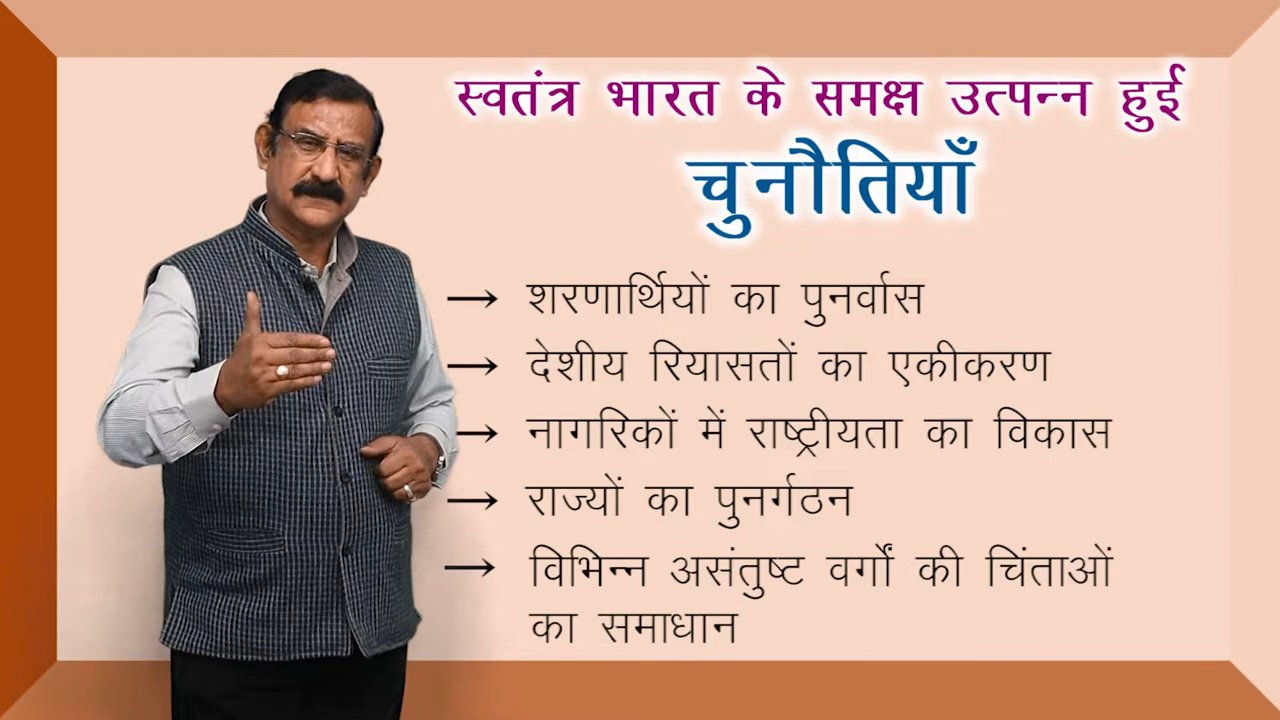 स्वतंत्र भारत के समक्ष उत्पन्न हुई
चुनौतियाँ
→ शरणार्थियों का पुनर्वास
→ देशीय रियासतों का एकीकरण
→ नागरिकों में राष्ट्रीयता का विकास
→ राज्यों का पुनर्गठन
→ विभिन्न असंतुष्ट वर्गों की चिंताओं
का समाधान